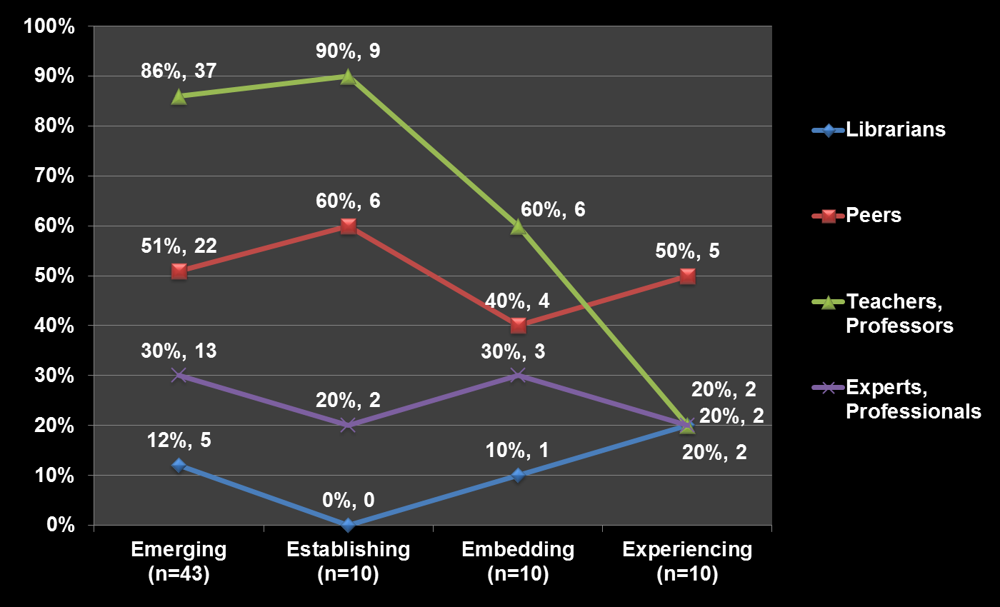 100%
90%
80%
70%
60%
50%
40%
30%
20%
10%
0%
86%, 37
90%, 9
60%, 6
20%, 2
51%, 22
60%, 6
40%, 4
50%, 5
30%, 13
20%, 2
30%, 3
20%, 2
12%, 5
0%, 0
10%, 1
20%, 2
Emerging
(n=43)
Establishing
(n=10)
Embedding
(n=10)
Experiencing
(n=10)
Librarians
Peers
Teachers,
Professors
Experts,
Professionals